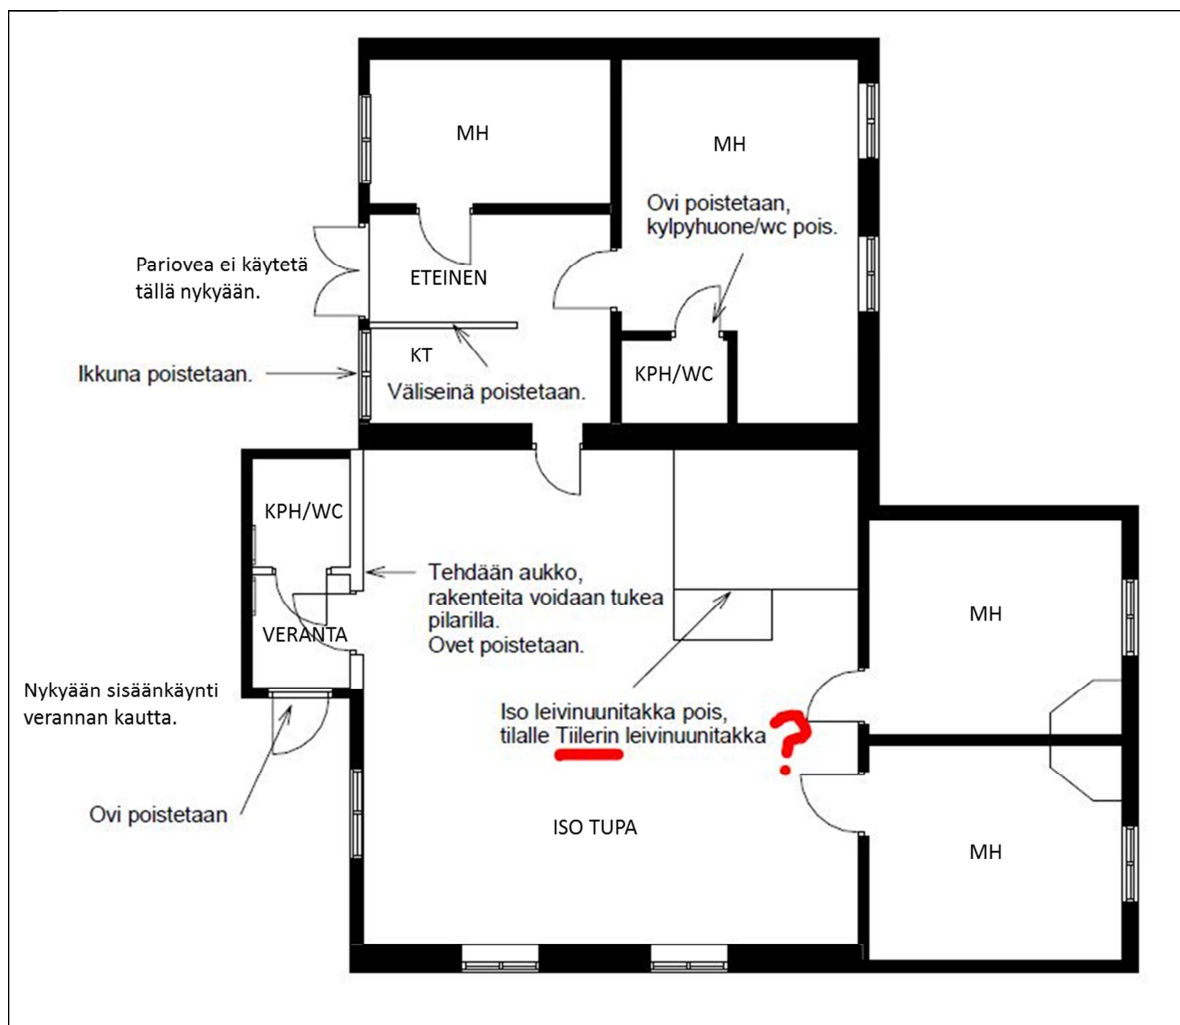 MH
MH
Ovi poistetaan,
kylpyhuone/wc pois.
Pariovea ei käytetä
tällä nykyään.
ETEINEN
KT
Ikkuna poistetaan.
Väliseinä poistetaan.
KPH/WC
KPH/WC
Tehdään aukko,
rakenteita voidaan tukea
pilarilla.
Ovet poistetaan.
VERANTA
MH
Nykyään sisäänkäynti
verannan kautta.
Iso leivinuunitakka pois,
tilalle Tiilerin leivinuunitakka
?
Ovi poistetaan
ISO TUPA
MH